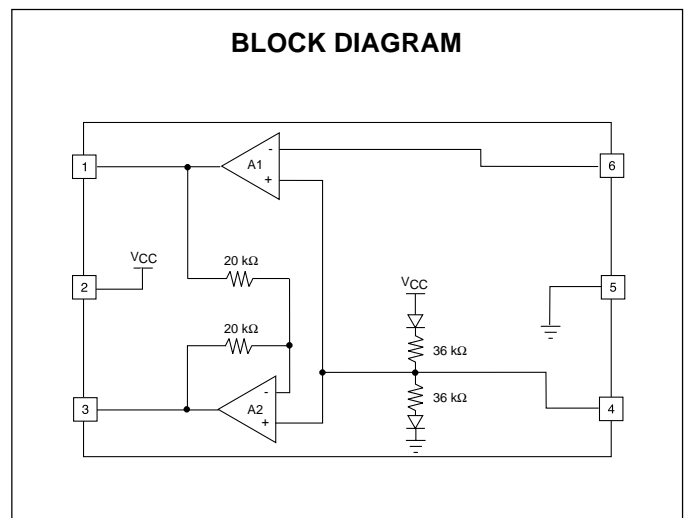 BLOCK DIAGRAM
1
A1
-
+
6
20 kΩ
VCC
2
VCC
5
20 kΩ
36 kΩ
36 kΩ
3
A2
-
+
4